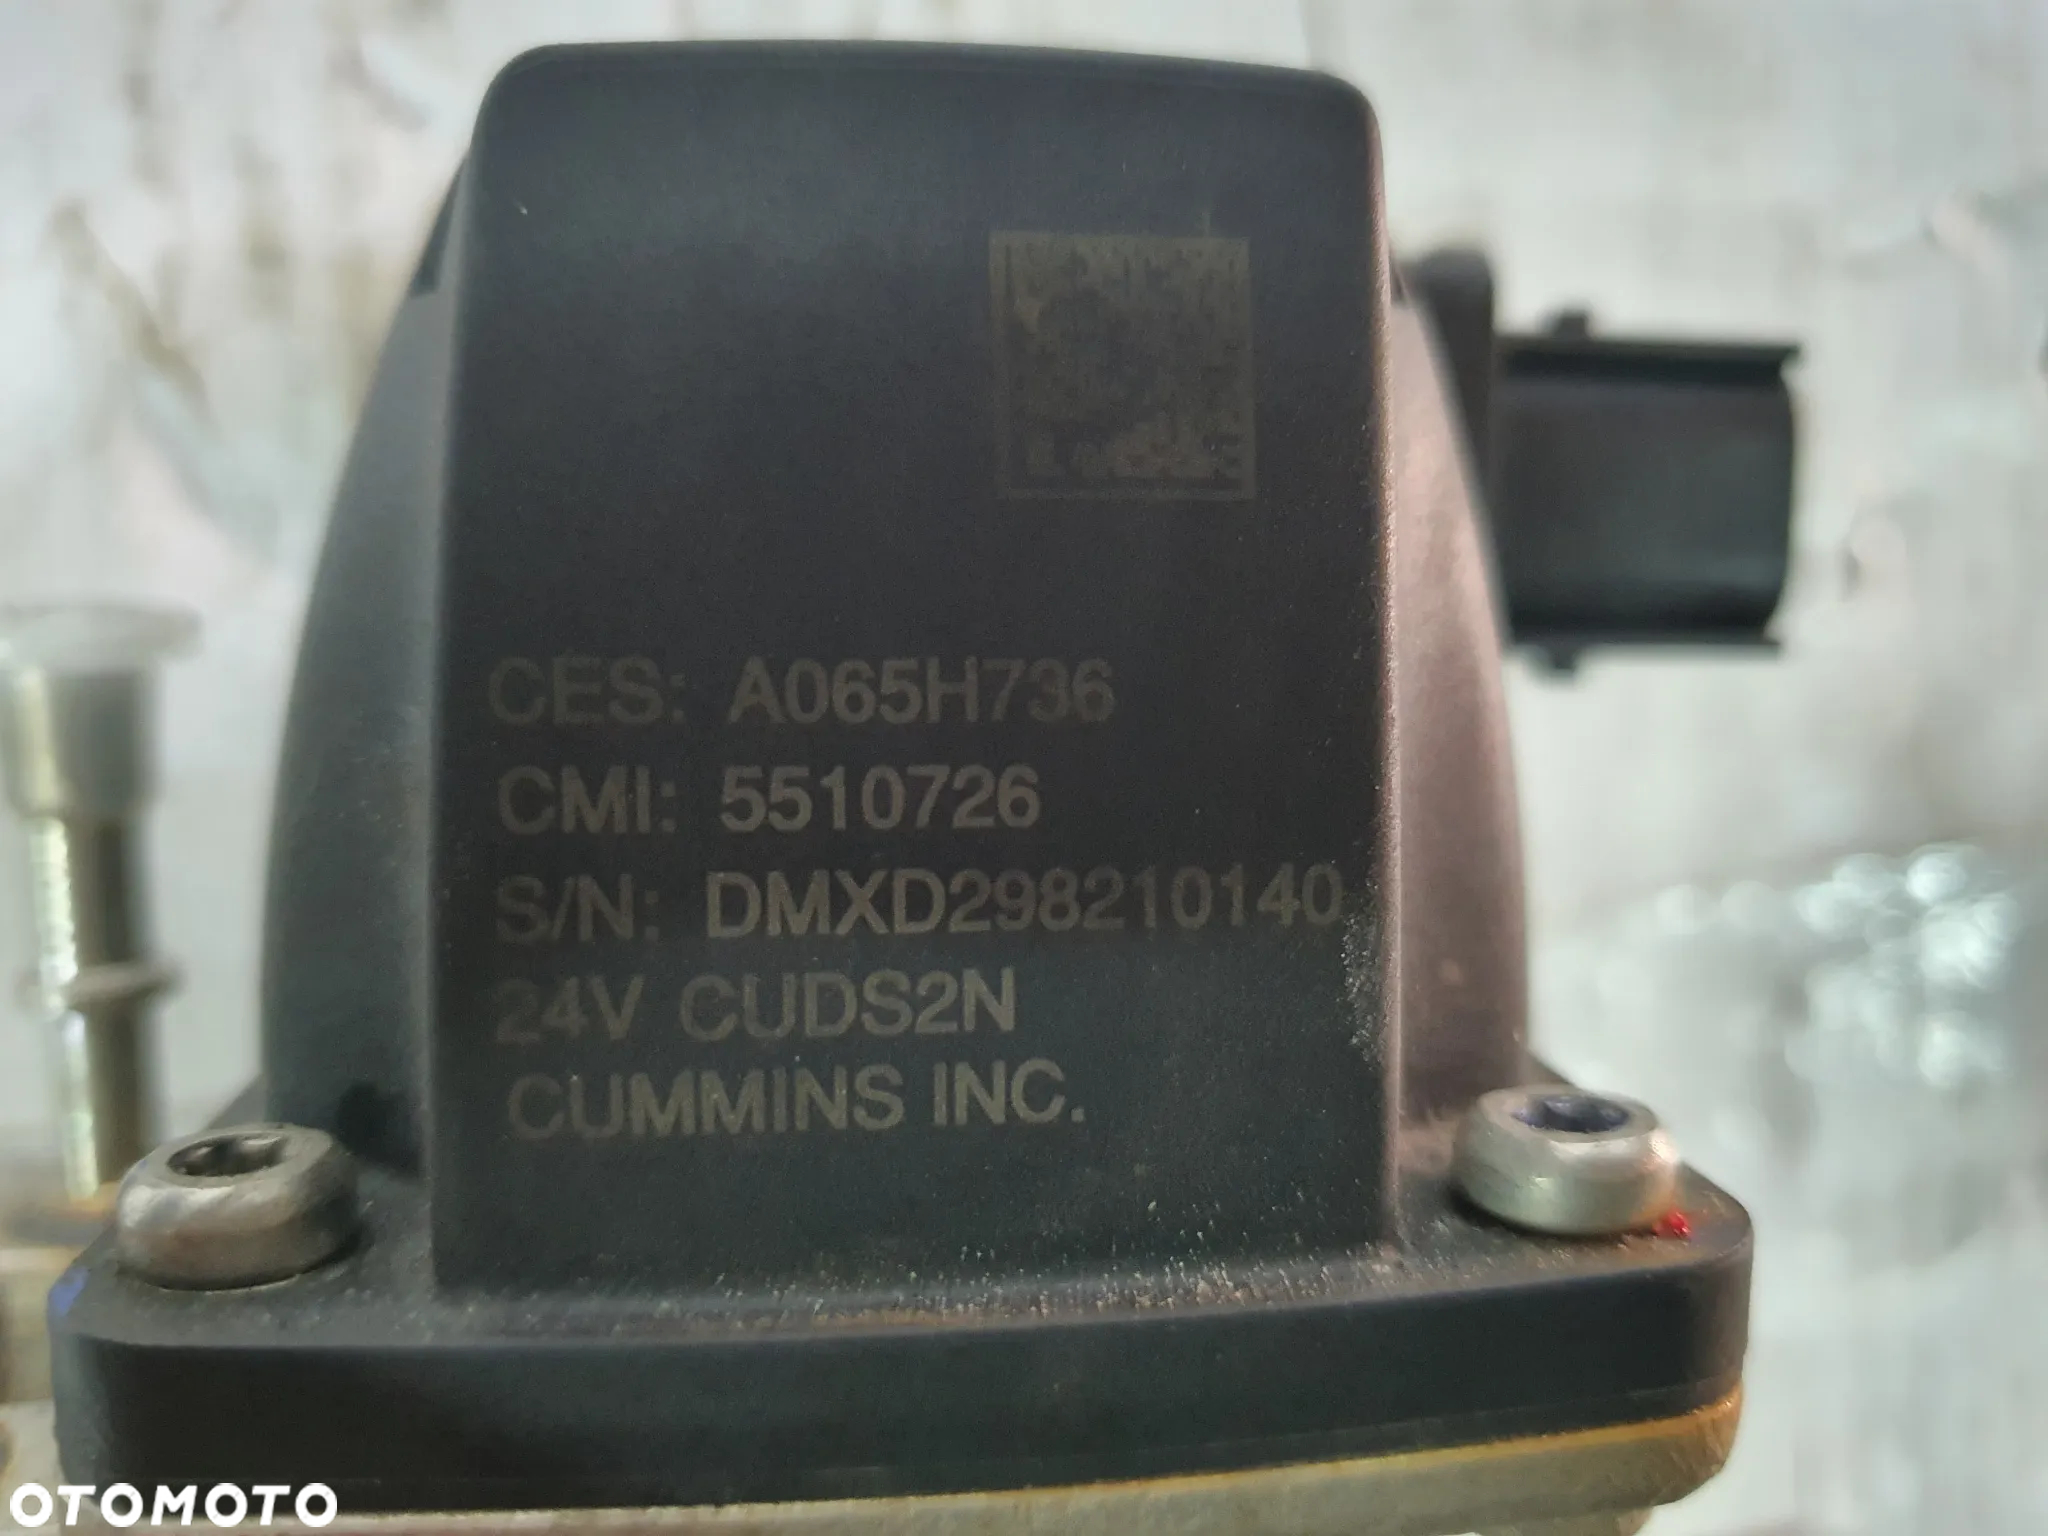 CES: A065H736
CMI: 5510726
S/N: DMXD298210140
24V CUDS2N
CUMMINS INC.
OTOMOTO